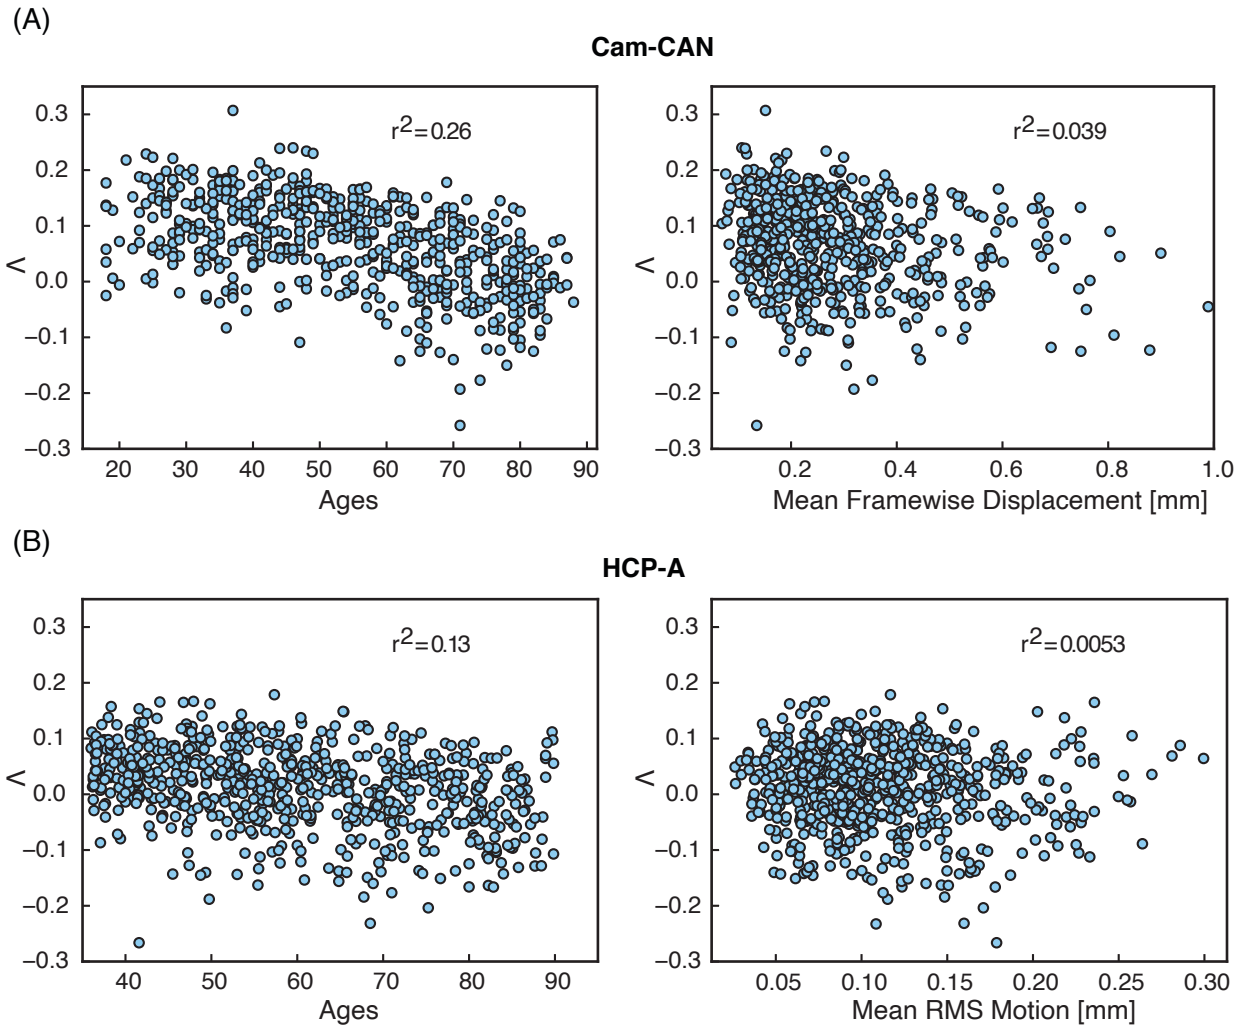 (A)
Cam-CAN
0.3
0.2
0.1
0.0
−0.1
−0.2
−0.3
Λ
r2=0.26
20 30 40 50 60 70 80 90
Ages
0.3
0.2
0.1
0.0
−0.1
−0.2
−0.3
Λ
r2=0.039
0.2 0.4 0.6 0.8 1.0
Mean Framewise Displacement [mm]
(B)
HCP-A
0.3
0.2
0.1
0.0
−0.1
−0.2
−0.3
Λ
r2=0.13
40 50 60 70 80 90
Ages
0.3
0.2
0.1
0.0
−0.1
−0.2
−0.3
Λ
r2=0.0053
0.05 0.10 0.15 0.20 0.25 0.30
Mean RMS Motion [mm]